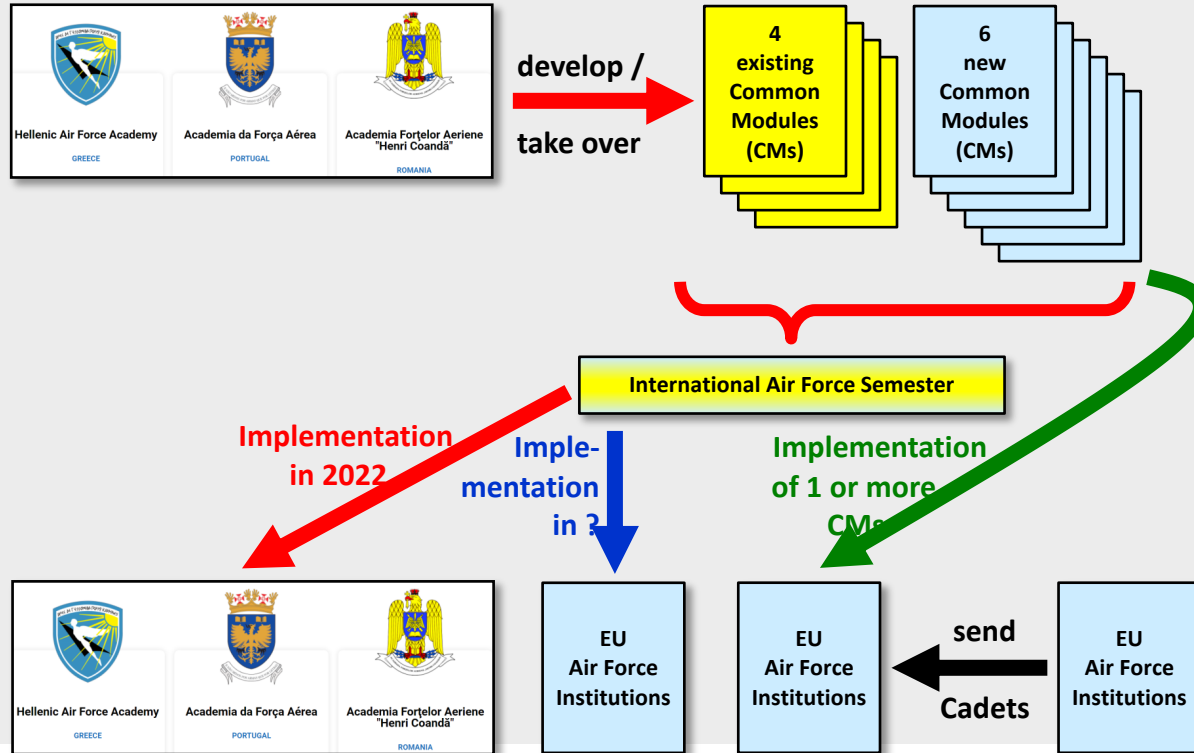 Hellenic Air Force Academy
GREECE
Academia da Força Aérea
PORTUGAL
Academia Forțelor Aeriene
"Henri Coandă"
ROMANIA
develop /
take over
4
existing
Common
Modules
(CMs)
6
new
Common
Modules
(CMs)
International Air Force Semester
Implementation
in 2022
Imple-
mentation
in ?
Implementation
of 1 or more
CMs
Hellenic Air Force Academy
GREECE
Academia da Força Aérea
PORTUGAL
Academia Forțelor Aeriene
"Henri Coandă"
ROMANIA
EU
Air Force
Institutions
EU
Air Force
Institutions
send
Cadets
EU
Air Force
Institutions